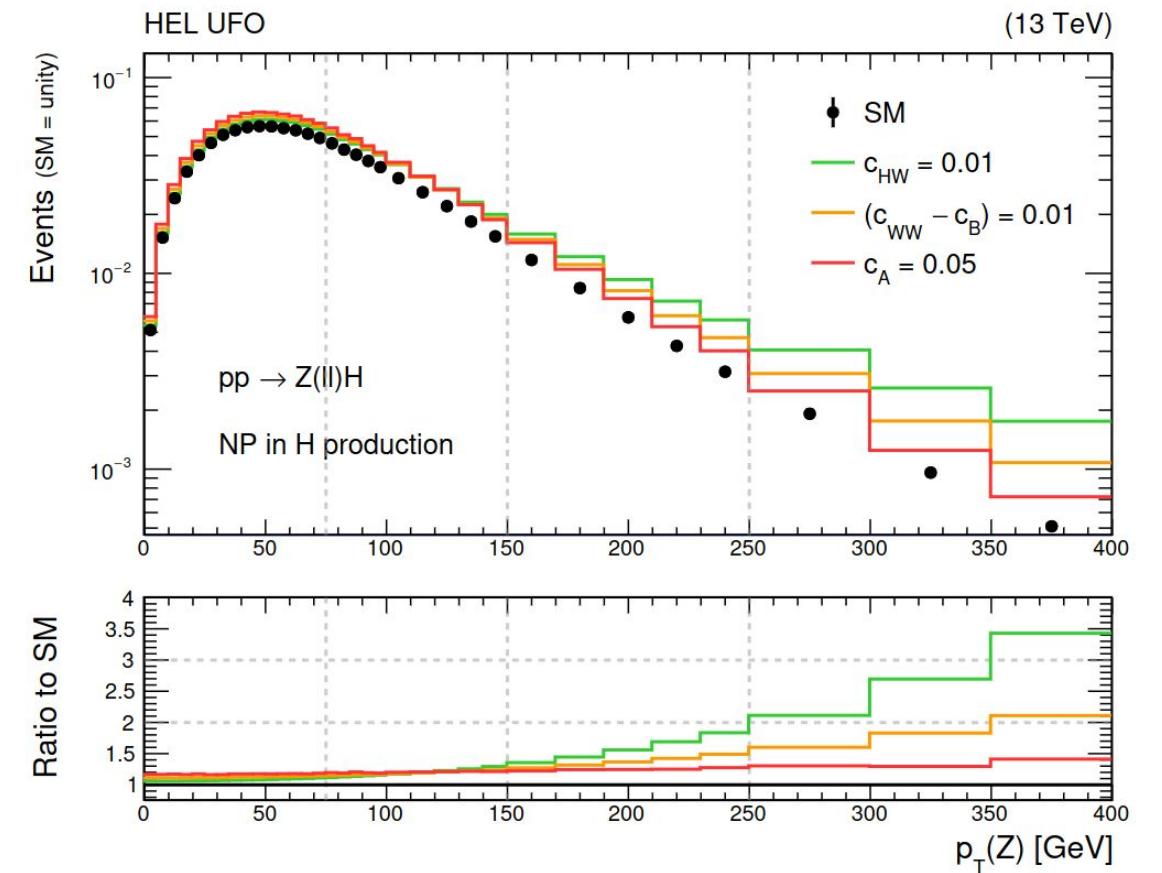 HEL UFO (13 TeV)
Events (SM = unity)
10⁻¹
10⁻²
10⁻³
SM
c_HW = 0.01
(c_WW − c_B) = 0.01
c_A = 0.05
pp → Z(ll)H
NP in H production
0 50 100 150 200 250 300 350 400
Ratio to SM
4
3.5
3
2.5
2
1.5
1
0 50 100 150 200 250 300 350 400
p_T(Z) [GeV]